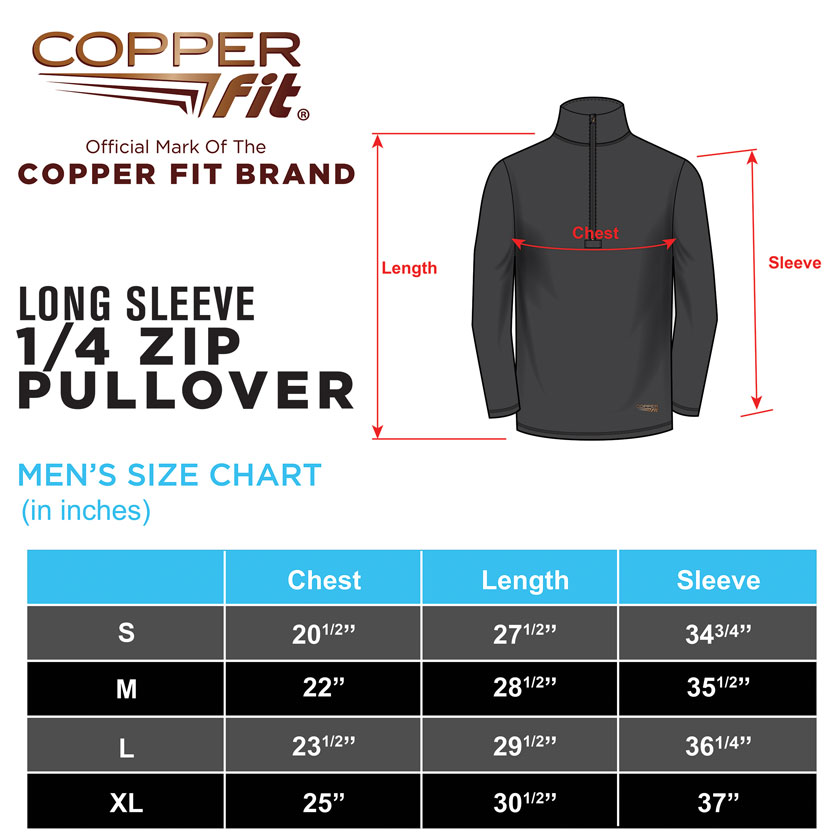 COPPER
fit®
Official Mark Of The
COPPER FIT BRAND
LONG SLEEVE
1/4 ZIP
PULLOVER
Length
Chest
Sleeve
COPPER
fit
MEN’S SIZE CHART
(in inches)
Chest Length Sleeve
S 20 1/2” 27 1/2” 34 3/4”
M 22” 28 1/2” 35 1/2”
L 23 1/2” 29 1/2” 36 1/4”
XL 25” 30 1/2” 37”